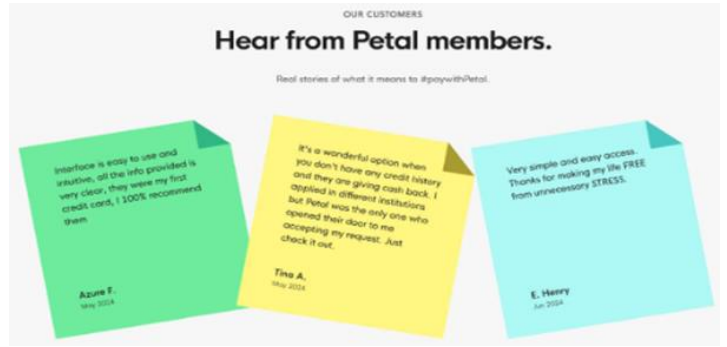 OUR CUSTOMERS
Hear from Petal members.
Real stories of what it means to #paywithPetal.
Interface is easy to use and
intuitive, all the info provided is
very clear, they were my first
credit card, I 100% recommend
them
Azure F.
May 2024
It's a wonderful option when
you don't have any credit history
and they are giving cash back. I
applied in different institutions
but Petal was the only one who
opened their door to me
accepting my request. Just
check it out.
Tina A.
May 2024
Very simple and easy access.
Thanks for making my life FREE
from unnecessary STRESS.
E. Henry
Jun 2024